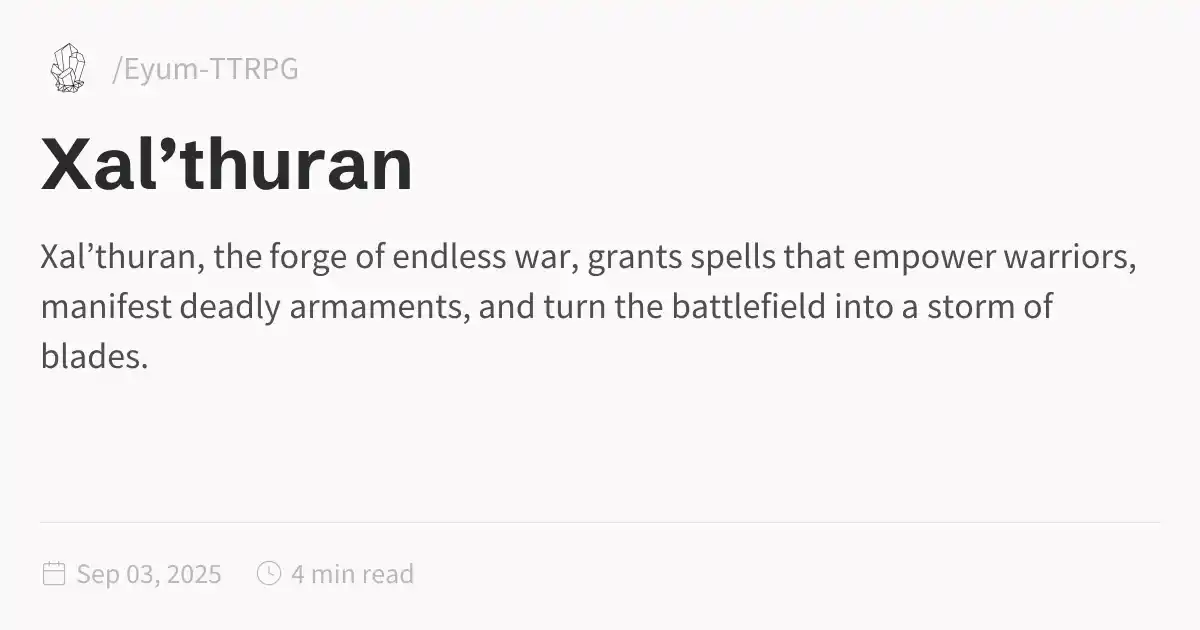 /Eyum-TTRPG
Xal’thuran
Xal’thuran, the forge of endless war, grants spells that empower warriors,
manifest deadly armaments, and turn the battlefield into a storm of
blades.
Sep 03, 2025 4 min read